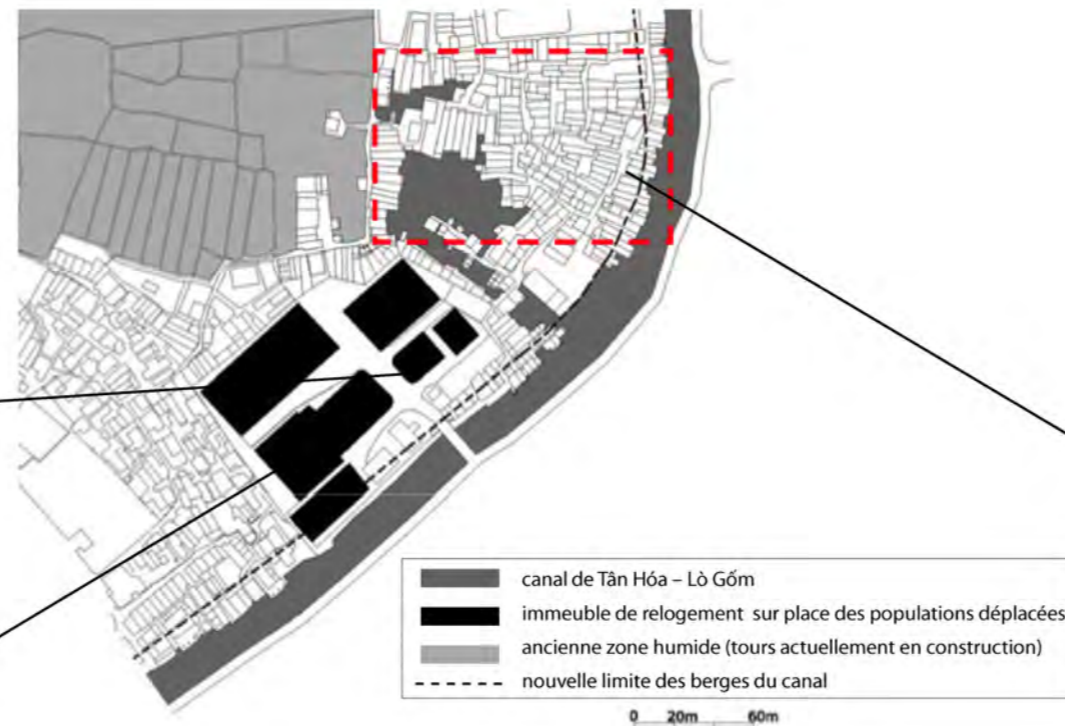 canal de Tân Hóa – Lò Gốm
immeuble de relogement sur place des populations déplacées
ancienne zone humide (tours actuellement en construction)
nouvelle limite des berges du canal
0 20m 60m